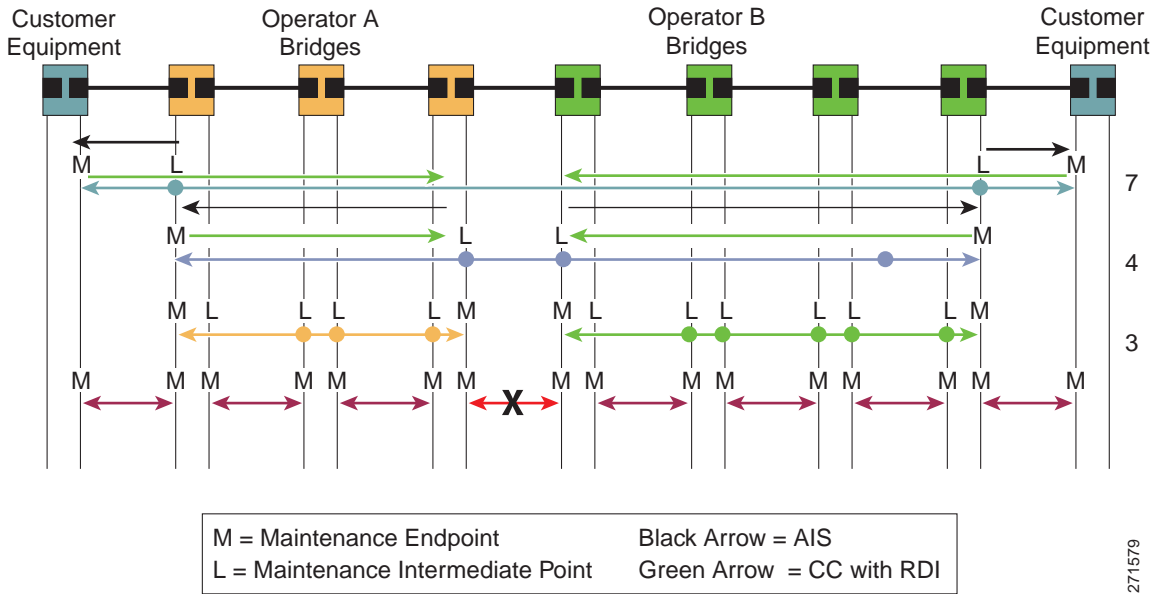 Customer Equipment
Operator A Bridges
Operator B Bridges
Customer Equipment
M L L M
7
M L L M
4
M L L L L M M L L L L L L M
3
M M M M M M M M M M M M M M M M
X
M = Maintenance Endpoint
L = Maintenance Intermediate Point
Black Arrow = AIS
Green Arrow = CC with RDI
271579